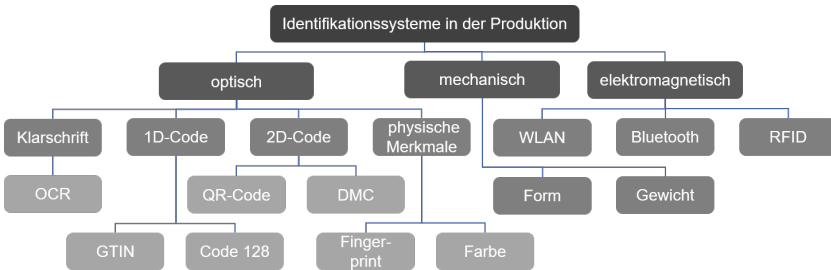 Identifikationssysteme in der Produktion
optisch
mechanisch
elektromagnetisch
Klarschrift
1D-Code
2D-Code
physische
Merkmale
WLAN
Bluetooth
RFID
OCR
QR-Code
DMC
Form
Gewicht
GTIN
Code 128
Finger-
print
Farbe